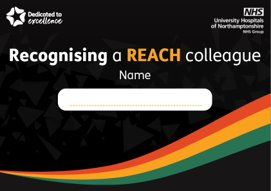 Dedicated to
excellence
NHS
University Hospitals
of Northamptonshire
NHS Group
Recognising a REACH colleague
Name